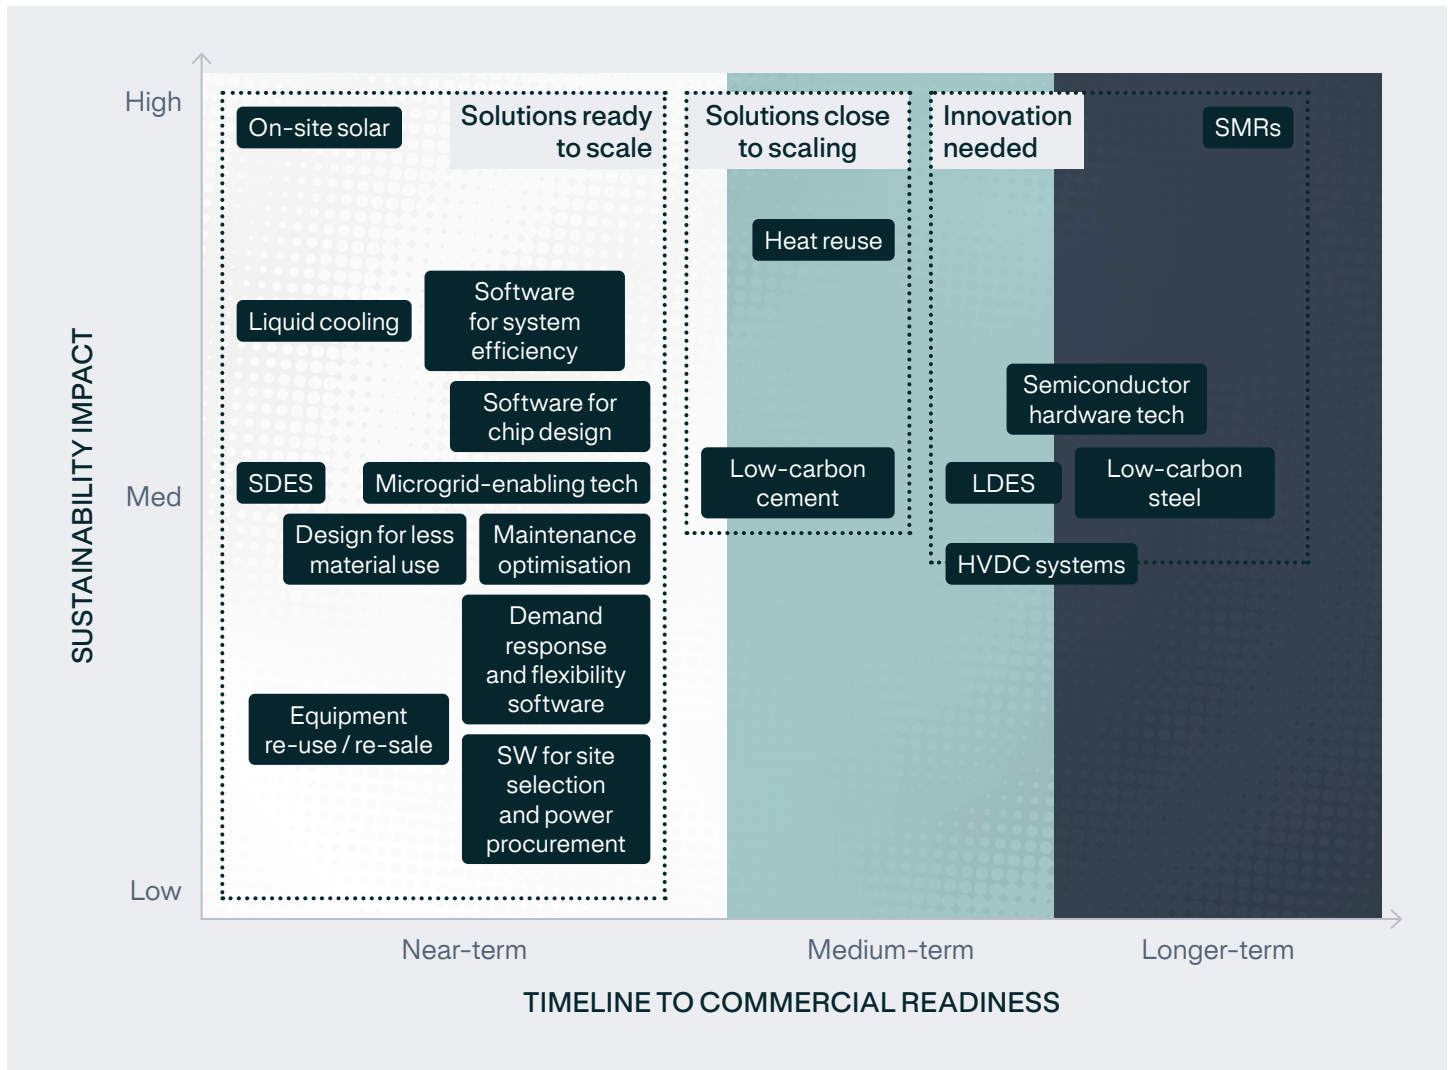 High
On-site solar
Solutions ready
to scale
Solutions close
to scaling
Innovation
needed
SMRs
Heat reuse
Liquid cooling
Software
for system
efficiency
Software for
chip design
Semiconductor
hardware tech
SUSTAINABILITY IMPACT
Med
SDES
Microgrid-enabling tech
Low-carbon
cement
LDES
Low-carbon
steel
Design for less
material use
Maintenance
optimisation
HVDC systems
Demand
response
and flexibility
software
Equipment
re-use / re-sale
SW for site
selection
and power
procurement
Low
Near-term
Medium-term
Longer-term
TIMELINE TO COMMERCIAL READINESS